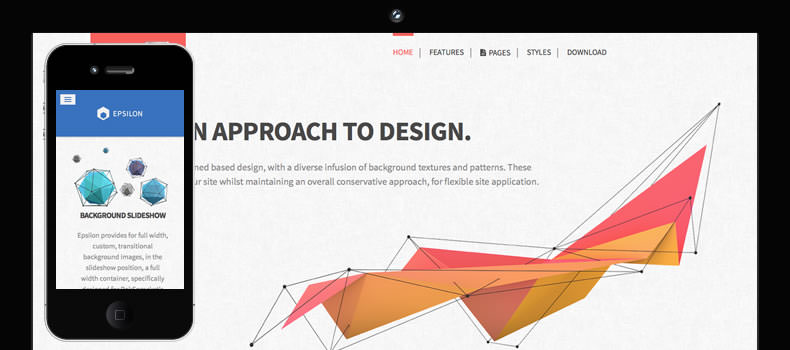 HOME | FEATURES | PAGES | STYLES | DOWNLOAD
N APPROACH TO DESIGN.
ned based design, with a diverse infusion of background textures and patterns. These
ur site whilst maintaining an overall conservative approach, for flexible site application.
EPSILON
BACKGROUND SLIDESHOW
Epsilon provides for full width,
custom, transitional
background images, in the
slideshow position, a full
width container, specifically